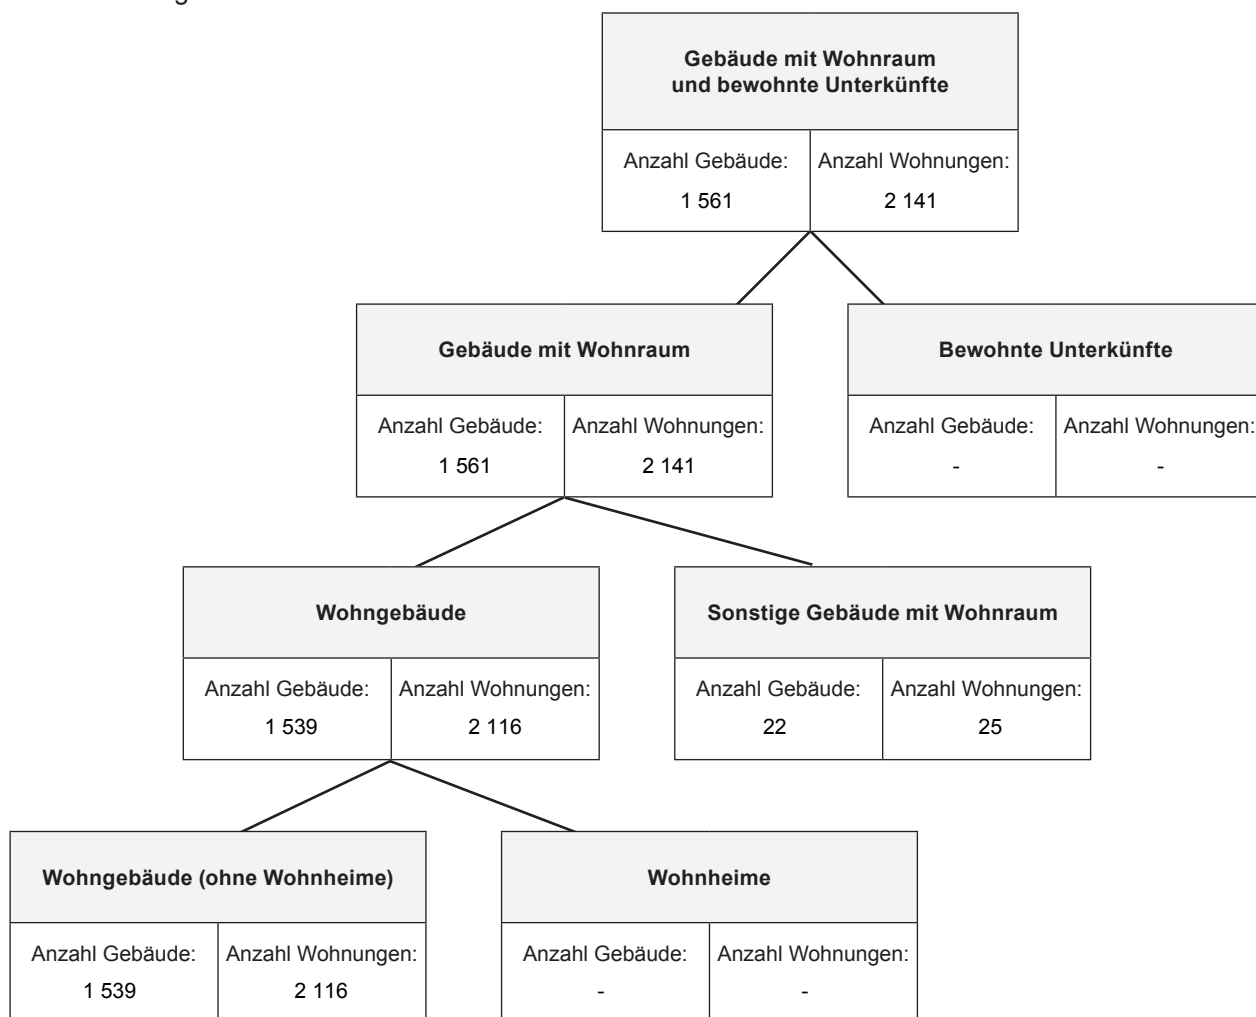 Gebäude mit Wohnraum
und bewohnte Unterkünfte
Anzahl Gebäude:
Anzahl Wohnungen:
1 561
2 141
Gebäude mit Wohnraum
Bewohnte Unterkünfte
Anzahl Gebäude:
Anzahl Wohnungen:
Anzahl Gebäude:
Anzahl Wohnungen:
1 561
2 141
-
-
Wohngebäude
Sonstige Gebäude mit Wohnraum
Anzahl Gebäude:
Anzahl Wohnungen:
Anzahl Gebäude:
Anzahl Wohnungen:
1 539
2 116
22
25
Wohngebäude (ohne Wohnheime)
Wohnheime
Anzahl Gebäude:
Anzahl Wohnungen:
Anzahl Gebäude:
Anzahl Wohnungen:
1 539
2 116
-
-